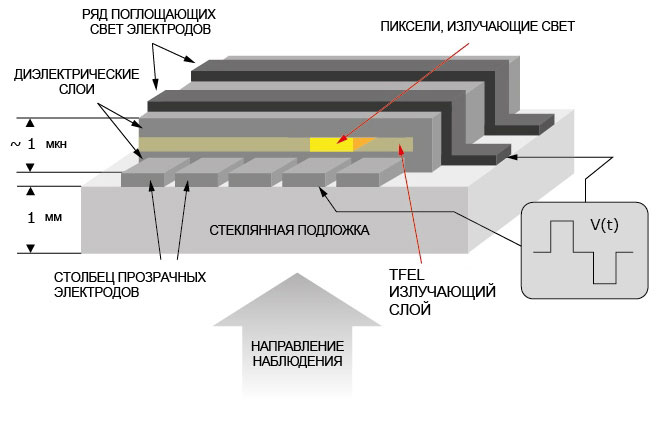 РЯД ПОГЛОЩАЮЩИХ
СВЕТ ЭЛЕКТРОДОВ
ПИКСЕЛИ, ИЗЛУЧАЮЩИЕ СВЕТ
ДИЭЛЕКТРИЧЕСКИЕ
СЛОИ
~ 1 мкн
1 мм
V(t)
СТЕКЛЯННАЯ ПОДЛОЖКА
СТОЛБЕЦ ПРОЗРАЧНЫХ
ЭЛЕКТРОДОВ
TFEL
ИЗЛУЧАЮЩИЙ
СЛОЙ
НАПРАВЛЕНИЕ
НАБЛЮДЕНИЯ